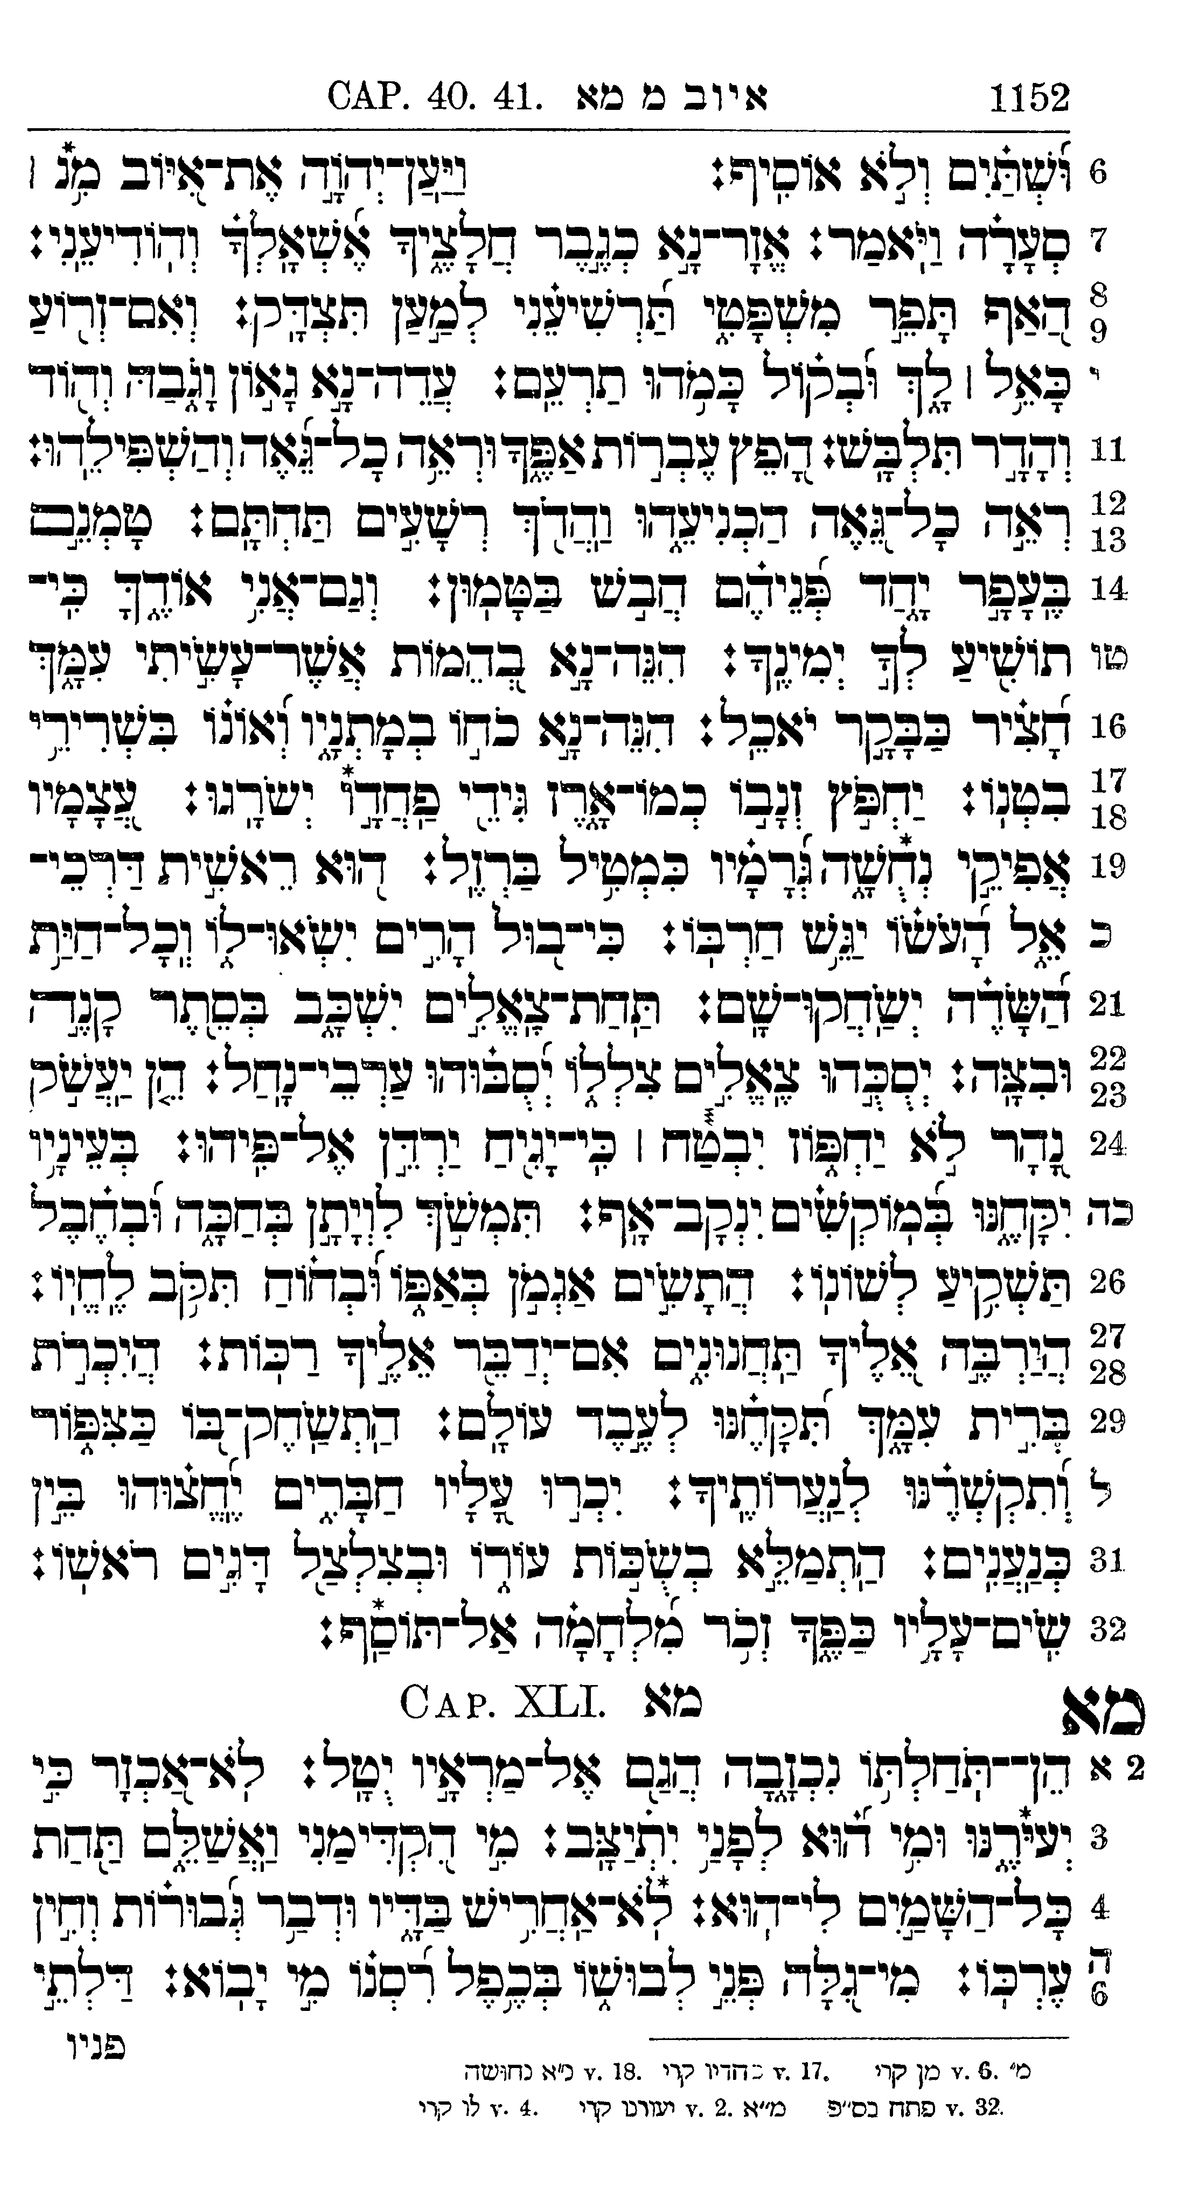 1152 איוב מ מא CAP. 40. 41.
6 וּ֝שְׁתַּ֗יִם וְלֹ֣א אוֹסִֽיף׃ וַיַּֽעַן־יְהוָ֣ה אֶת־אִ֭יּוֹב מִנ֥ ׀
7 סְעָרָ֗ה וַיֹּאמַֽר׃ אֱזָר־נָ֣א כְגֶ֣בֶר חֲלָצֶ֑יךָ אֶ֝שְׁאָלְךָ֗ וְהוֹדִיעֵֽנִי׃
8 9 הַ֭אַף תָּפֵ֣ר מִשְׁפָּטִ֑י תַּ֝רְשִׁיעֵ֗נִי לְמַ֣עַן תִּצְדָּֽק׃ וְאִם־זְר֖וֹעַ
י כָּאֵ֥ל ׀ לָ֑ךְ וּ֝בְק֗וֹל כָּמֹ֥הוּ תַרְעֵֽם׃ עֲדֵה־נָ֣א גָא֣וֹן וָגֹ֑בַהּ וְה֖וֹד
11 וְהָדָ֣ר תִּלְבָּֽשׁ׃ הָ֭פֵץ עֶבְר֣וֹת אַפֶּ֑ךָ וּרְאֵ֥ה כָל־גֵּ֝אֶ֗ה וְהַשְׁפִּילֵֽהוּ׃
12 13 רְאֵ֣ה כָל־גֵּ֭אֶה הַכְנִיעֵ֑הוּ וַהֲדֹ֖ךְ רְשָׁעִ֣ים תַּחְתָּֽם׃ טָמְנֵ֣ם
14 בֶּעָפָ֣ר יָ֑חַד פְּ֝נֵיהֶ֗ם חֲבֹ֣שׁ בַּטָּמֽוּן׃ וְגַם־אֲנִ֥י אוֹדֶ֑ךָּ כִּֽי־
טו תוֹשִׁ֖עַ לְךָ֣ יְמִינֶֽךָ׃ הִנֵּה־נָ֣א בְ֭הֵמוֹת אֲשֶׁר־עָשִׂ֣יתִי עִמָּ֑ךְ
16 חָ֝צִ֗יר כַּבָּקָ֥ר יֹאכֵֽל׃ הִנֵּה־נָ֣א כֹח֣וֹ בְמָתְנָ֑יו וְ֝אוֹנ֗וֹ בִּשְׁרִירֵ֥י
17 18 בִטְנֽוֹ׃ יַחְפֹּ֣ץ זְנָב֣וֹ כְמוֹ־אָ֑רֶז גִּידֵ֖י פַחֲדָ֣ו יְשֹׂרָֽגוּ׃ עֲ֭צָמָיו
19 אֲפִיקֵ֣י נְחֻשָׁ֑ה גְּ֝רָמָ֗יו כִּמְטִ֥יל בַּרְזֶֽל׃ ה֖וּא רֵאשִׁ֣ית דַּרְכֵי־
כ אֵ֑ל הָ֝עֹשׂ֗וֹ יַגֵּ֥שׁ חַרְבּֽוֹ׃ כִּי־ב֖וּל הָרִ֣ים יִשְׂאוּ־ל֑וֹ וְֽכָל־חַיַּ֥ת
21 הַ֝שָּׂדֶ֗ה יְשַֽׂחֲקוּ־שָֽׁם׃ תַּֽחַת־צֶאֱלִ֥ים יִשְׁכָּ֑ב בְּסֵ֖תֶר קָנֶ֣ה
22 23 וּבִצָּֽה׃ יְסֻכֻּ֣הוּ צֶאֱלִ֣ים צִֽלְל֑וֹ יְ֝סֻבּ֗וּהוּ עַרְבֵי־נָֽחַל׃ הֵ֤ן יַעֲשֹׁ֣ק
24 נָ֭הָר לֹ֣א יַחְפּ֑וֹז יִבְטַ֓ח ׀ כִּֽי־יָגִ֖יחַ יַרְדֵּ֣ן אֶל־פִּֽיהוּ׃ בְּעֵינָ֥יו
כה יִקָּחֶ֑נּוּ בְּ֝מֽוֹקְשִׁ֗ים יִנְקָב־אָֽף׃ תִּמְשֹׁ֣ךְ לִוְיָתָ֣ן בְּחַכָּ֑ה וּ֝בְחֶ֗בֶל
26 תַּשְׁקִ֥יעַ לְשׁוֹנֽוֹ׃ הֲתָשִׂ֣ים אַגְמֹ֣ן בְּאַפּ֑וֹ וּ֝בְח֗וֹחַ תִּקֹּ֥ב לֶֽחֱיֽוֹ׃
27 28 הֲיַרְבֶּ֣ה אֵ֭לֶיךָ תַּחֲנוּנִ֑ים אִם־יְדַבֵּ֖ר אֵלֶ֣יךָ רַכּֽוֹת׃ הֲיִכְרֹ֣ת
29 בְּרִ֣ית עִמָּ֑ךְ תִּ֝קָּחֶ֗נּוּ לְעֶ֣בֶד עוֹלָֽם׃ הַֽתְשַׂחֶק־בּ֖וֹ כַּצִּפּ֑וֹר
ל וְ֝תִקְשְׁרֶ֗נּוּ לְנַעֲרוֹתֶֽיךָ׃ יִכְר֣וּ עָ֭לָיו חַבָּרִ֑ים יֶ֝חֱצ֗וּהוּ בֵּ֣ין
31 כְּֽנַעֲנִֽים׃ הַֽתְמַלֵּ֣א בְשֻׂכּ֣וֹת עוֹר֑וֹ וּבְצִלְצַ֖ל דָּגִ֣ים רֹאשֽׁוֹ׃
32 שִׂים־עָלָ֥יו כַּפֶּ֑ךָ זְכֹ֥ר מִ֝לְחָמָ֗ה אַל־תּוֹסַֽף׃
מא CAP. XLI. מא
א 2 הֵן־תֹּחַלְתּ֥וֹ נִכְזָ֑בָה הֲגַ֖ם אֶל־מַרְאָ֣יו יֻטָֽל׃ לֹֽא־אַ֭כְזָר כִּ֣י
3 יְעוּרֶ֑נּוּ וּמִ֥י ה֝֗וּא לְפָנַ֥י יִתְיַצָּֽב׃ מִ֣י הִ֭קְדִּימַנִי וַאֲשַׁלֵּ֑ם תַּ֖חַת
4 כָּל־הַשָּׁמַ֣יִם לִי־הֽוּא׃ לֹֽא־אַחֲרִ֥ישׁ בַּדָּ֑יו וּדְבַ֥ר גְּ֝בוּר֗וֹת וְחִ֣ין
ה 6 עֶרְכּֽוֹ׃ מִֽי־גִ֭לָּה פְּנֵ֣י לְבוּשׁ֑וֹ בְּכֶ֥פֶל רִ֝סְנ֗וֹ מִ֣י יָבֽוֹא׃ דַּלְתֵ֣י
פניו
מ״ v. 6. מן קרי v. 17. פחדיו קרי v. 18. מ״א נחושה
v. 32. פתח בס״פ מ״א v. 2. יעורנו קרי v. 4. לו קרי